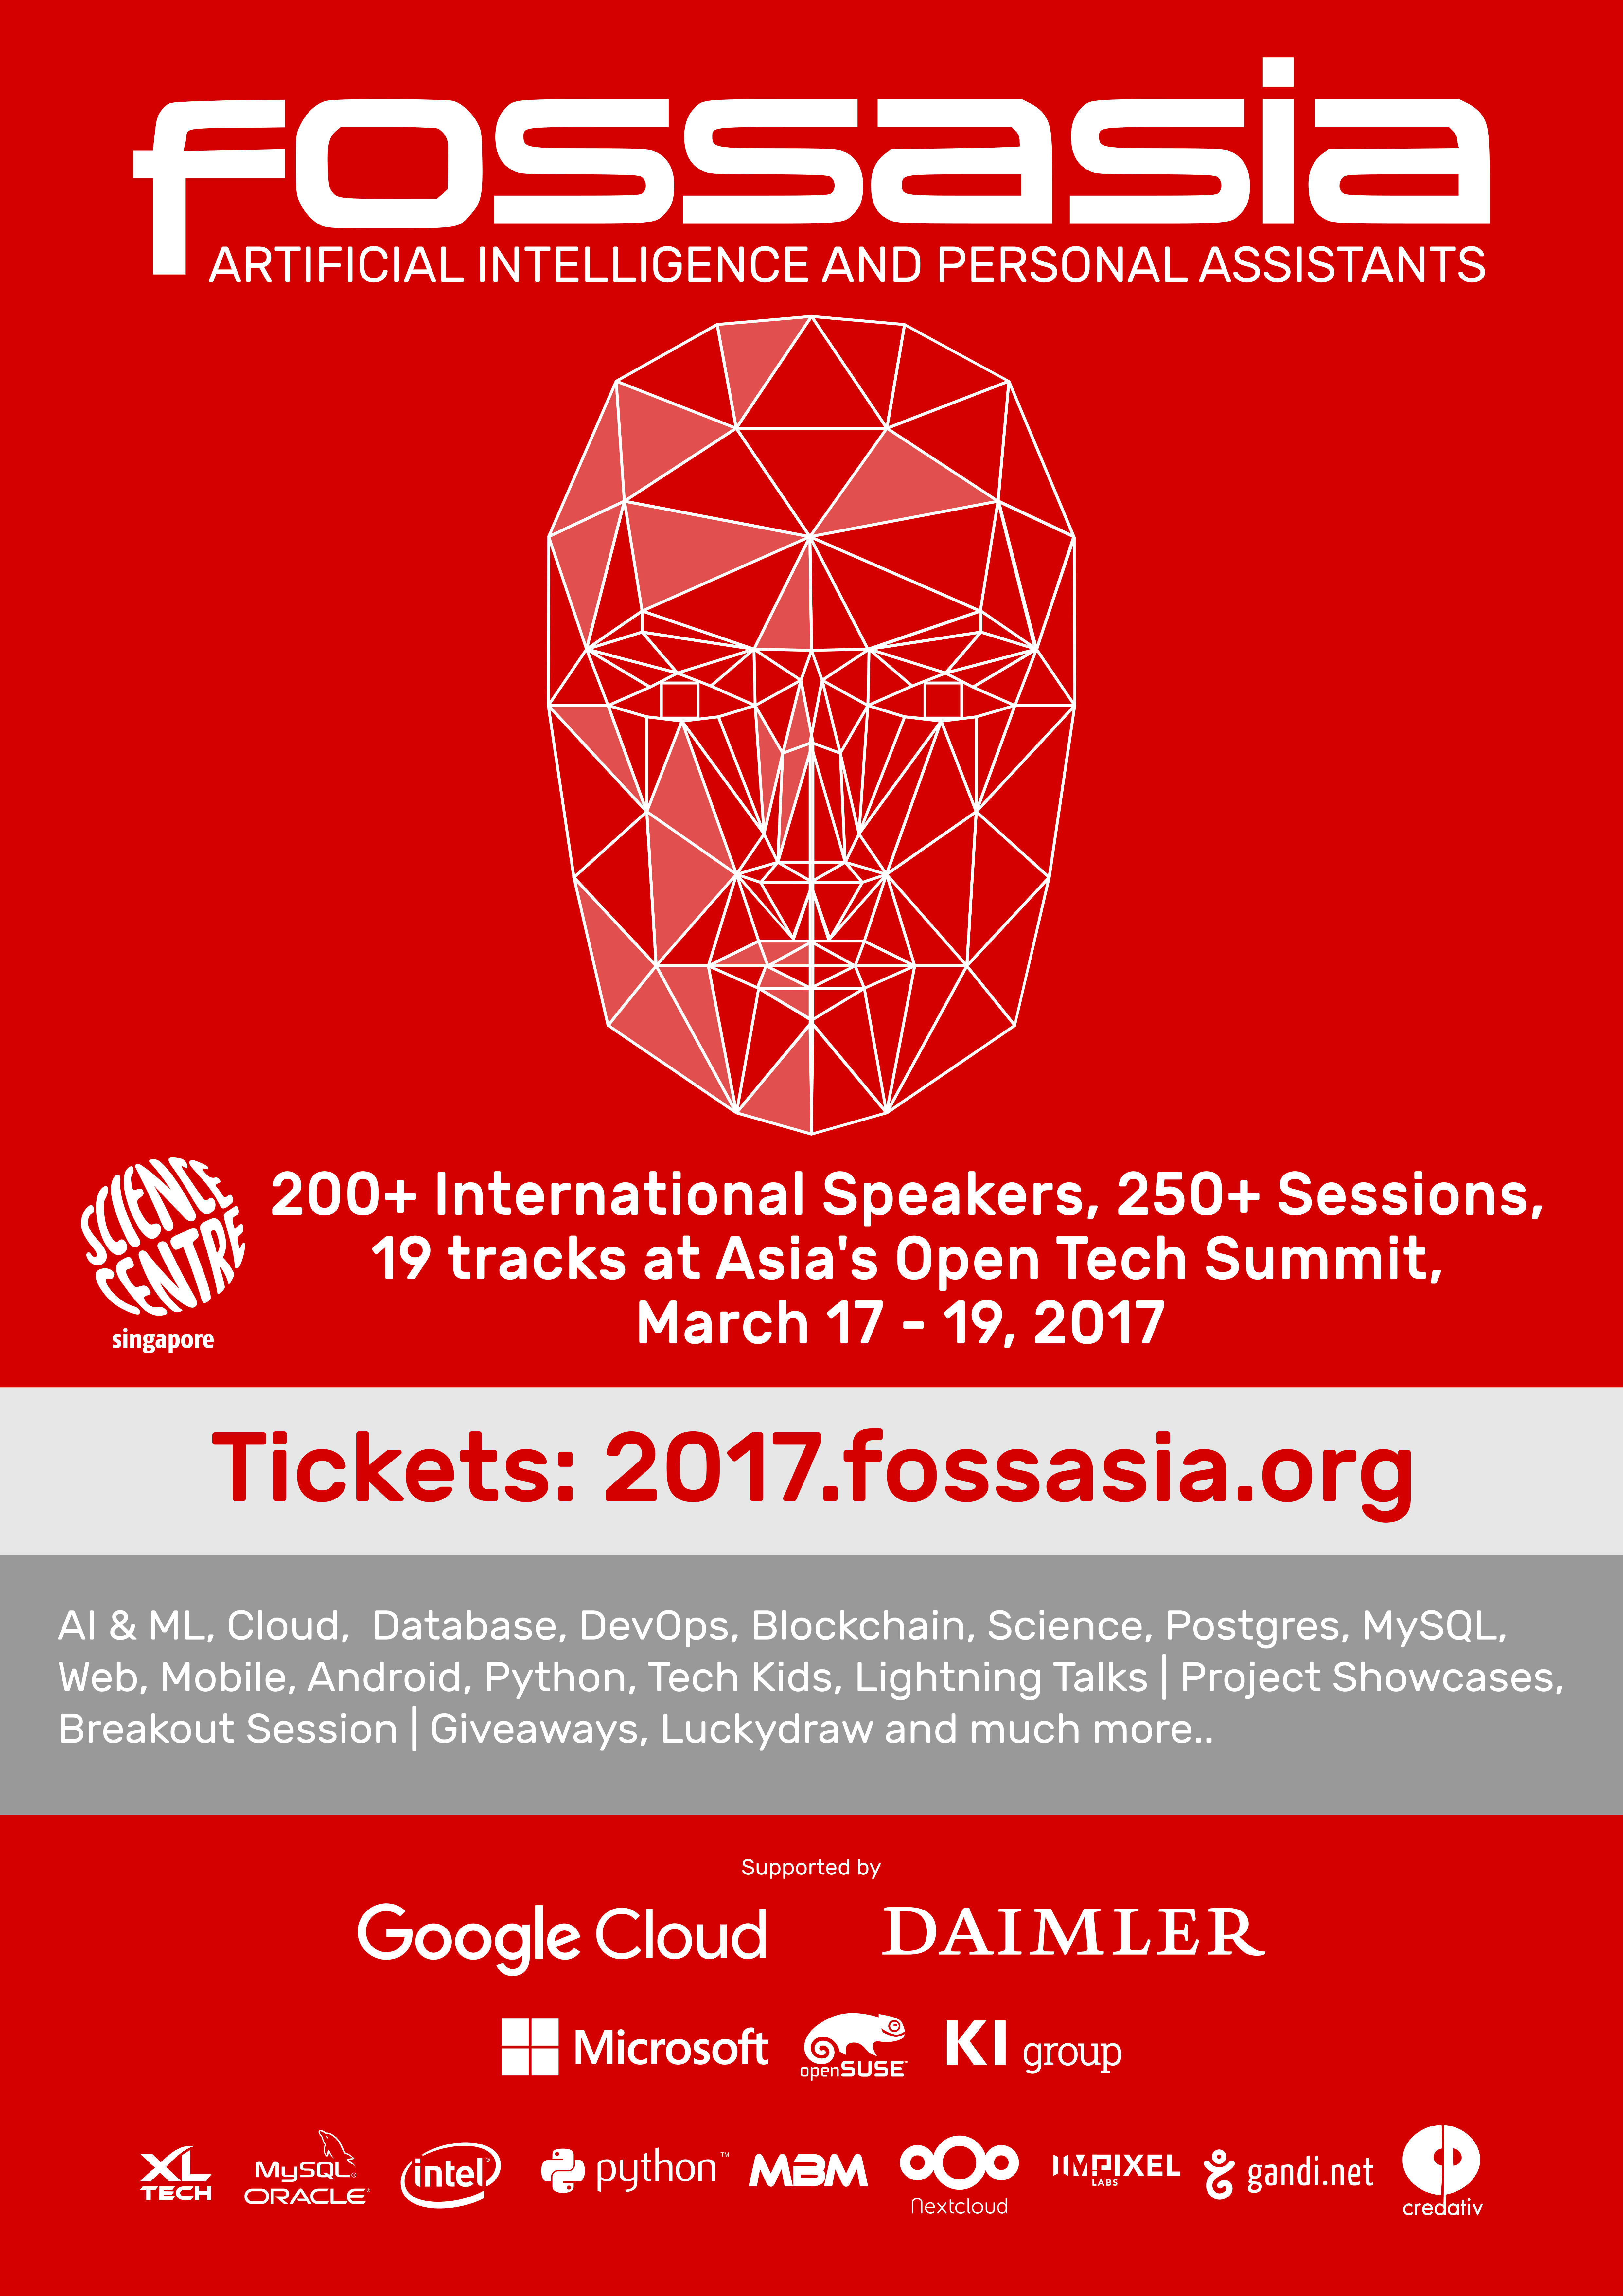 fossasia
ARTIFICIAL INTELLIGENCE AND PERSONAL ASSISTANTS
SCIENCE
CENTRE
singapore
200+ International Speakers, 250+ Sessions,
19 tracks at Asia's Open Tech Summit,
March 17 - 19, 2017
Tickets: 2017.fossasia.org
AI & ML, Cloud,  Database, DevOps, Blockchain, Science, Postgres, MySQL,
Web, Mobile, Android, Python, Tech Kids, Lightning Talks | Project Showcases,
Breakout Session | Giveaways, Luckydraw and much more..
Supported by
Google Cloud DAIMLER
Microsoft openSUSE KI group
XL TECH
MySQL®
ORACLE®
intel®
python™
MBM
Nextcloud
IMPIXEL
LABS
gandi.net
credativ